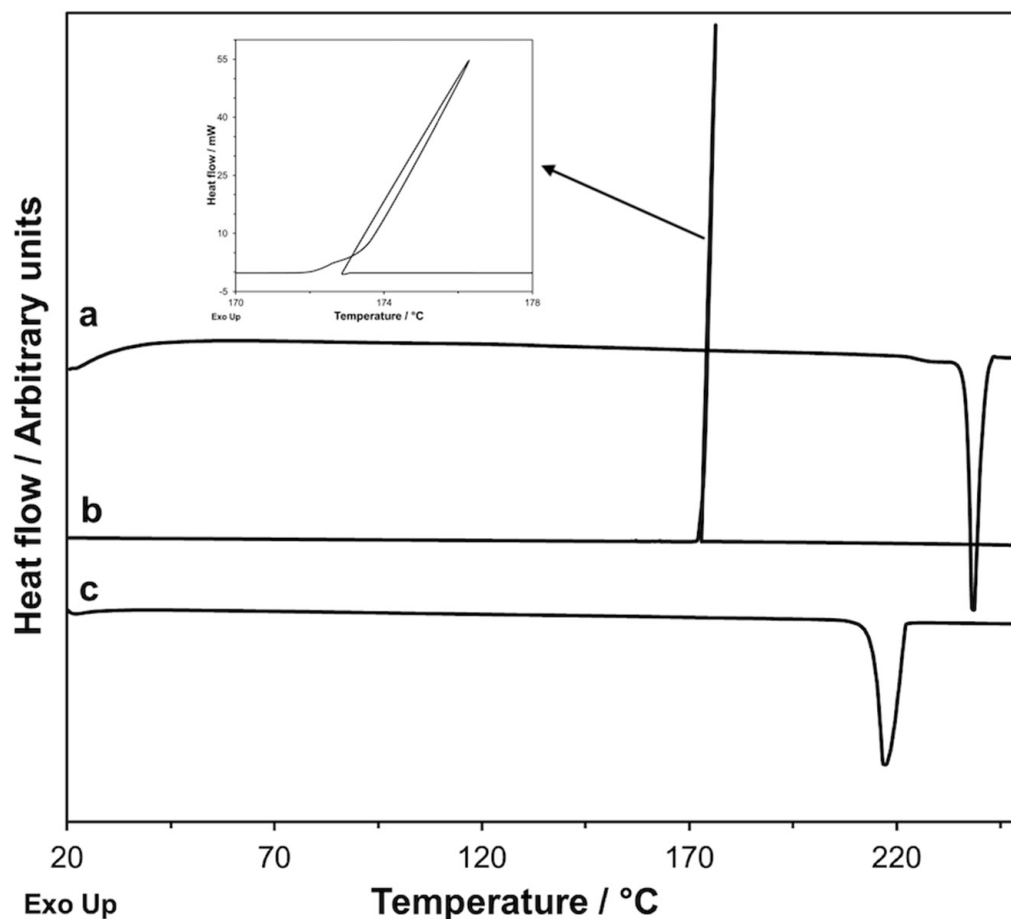 55
40
25
10
-5
170
174
178
Heat flow / mW
Exo Up
Temperature / °C
a
b
c
Heat flow / Arbitrary units
20
70
120
170
220
Exo Up
Temperature / °C